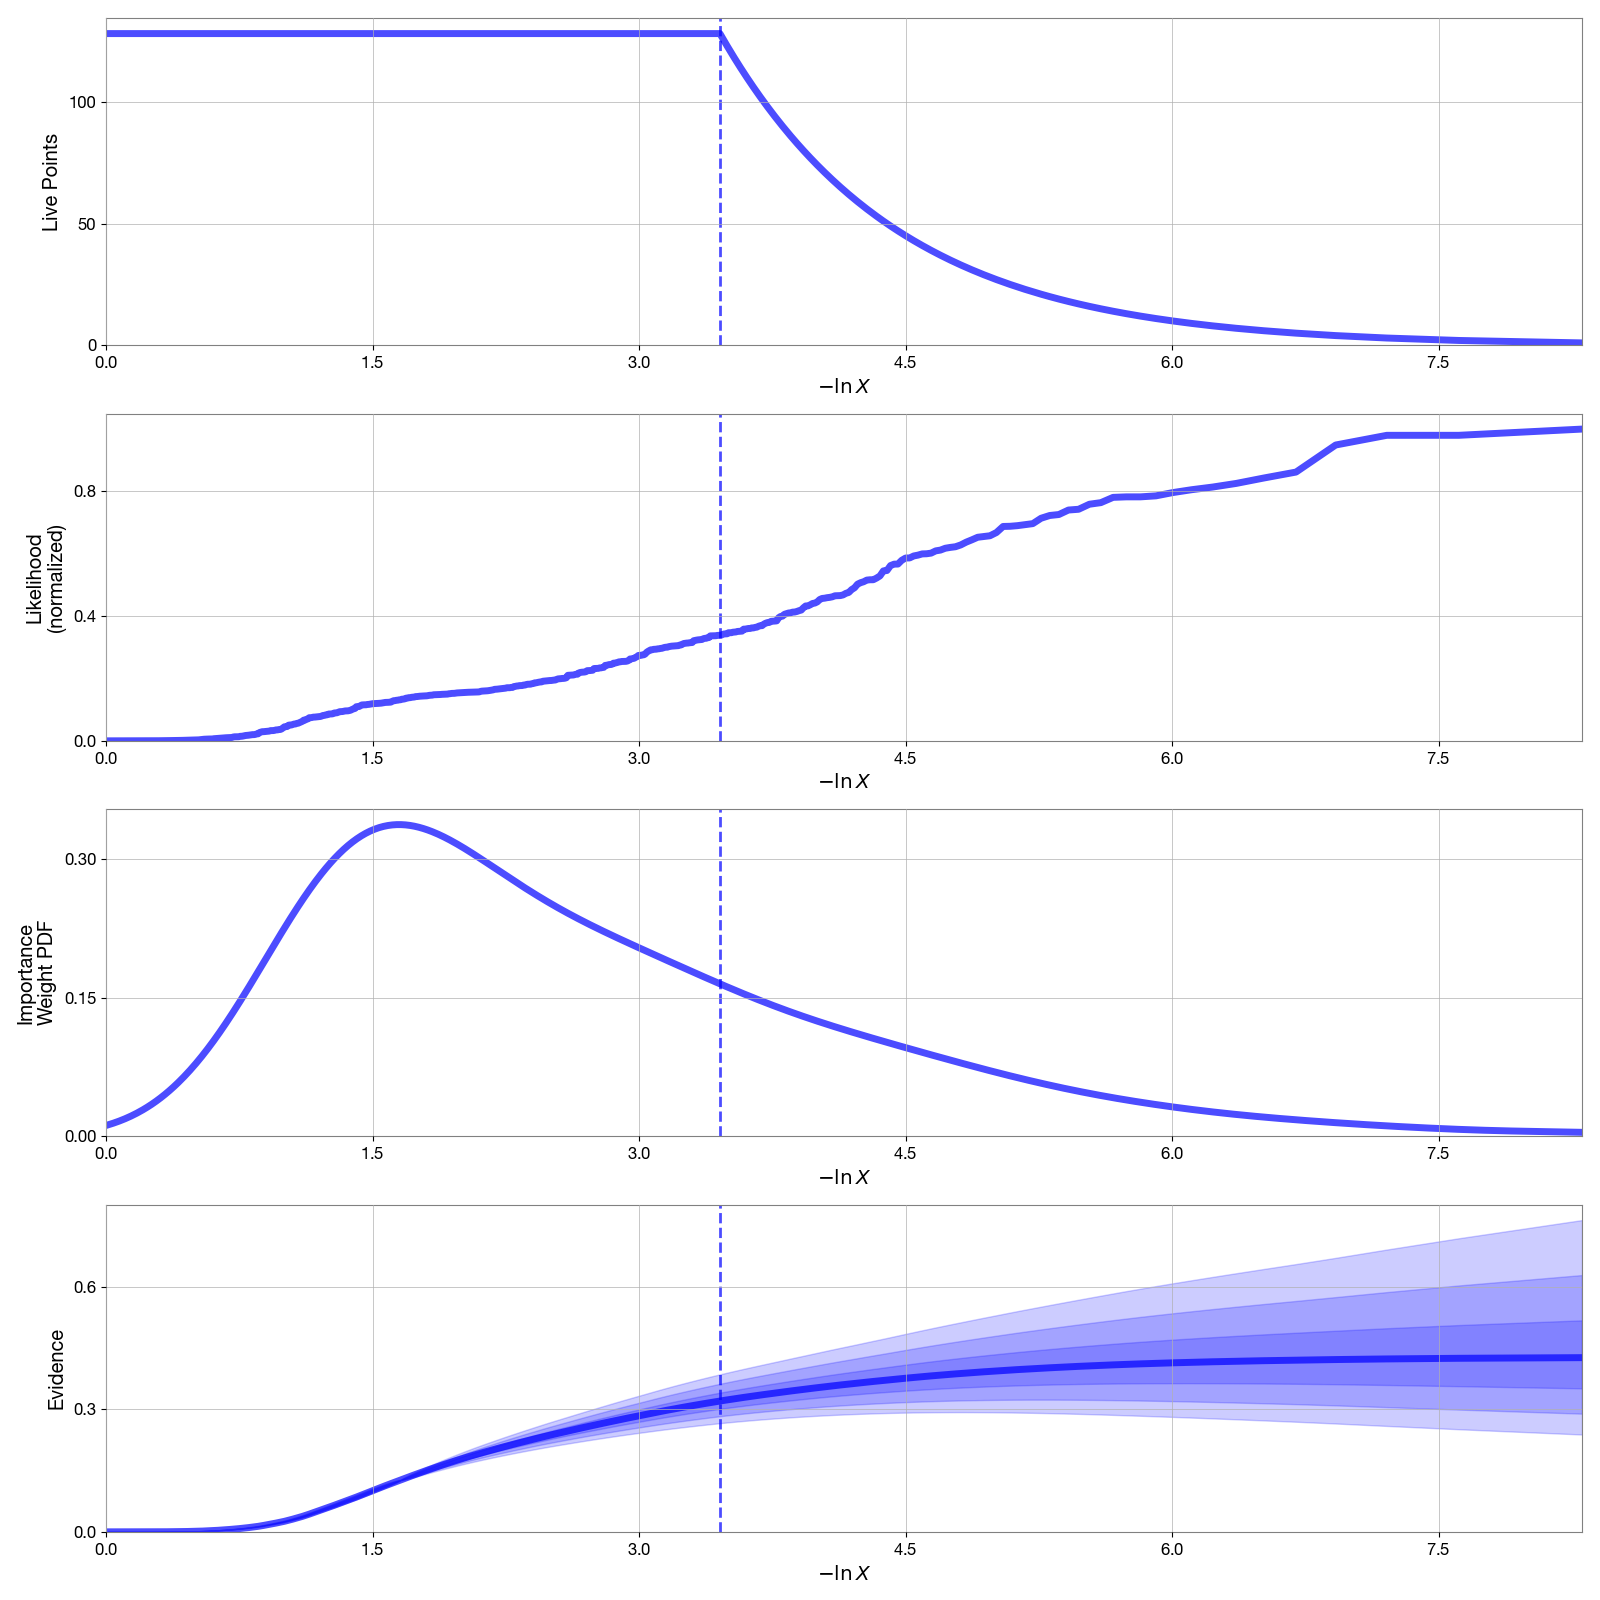 Live Points
100
50
0
0.0 1.5 3.0 4.5 6.0 7.5
−ln X
Likelihood
(normalized)
0.8
0.4
0.0
0.0 1.5 3.0 4.5 6.0 7.5
−ln X
Importance
Weight PDF
0.30
0.15
0.00
0.0 1.5 3.0 4.5 6.0 7.5
−ln X
Evidence
0.6
0.3
0.0
0.0 1.5 3.0 4.5 6.0 7.5
−ln X